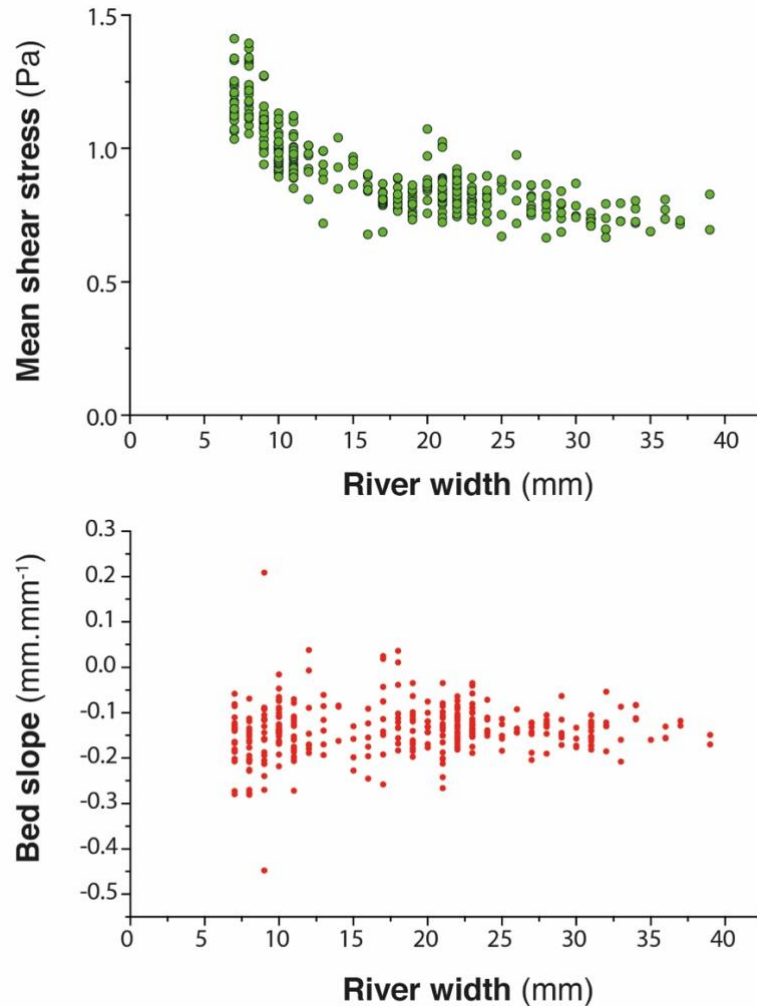 Mean shear stress (Pa)
1.5
1.0
0.5
0.0
0 5 10 15 20 25 30 35 40
River width (mm)
Bed slope (mm.mm⁻¹)
0.3
0.2
0.1
0.0
-0.1
-0.2
-0.3
-0.4
-0.5
0 5 10 15 20 25 30 35 40
River width (mm)